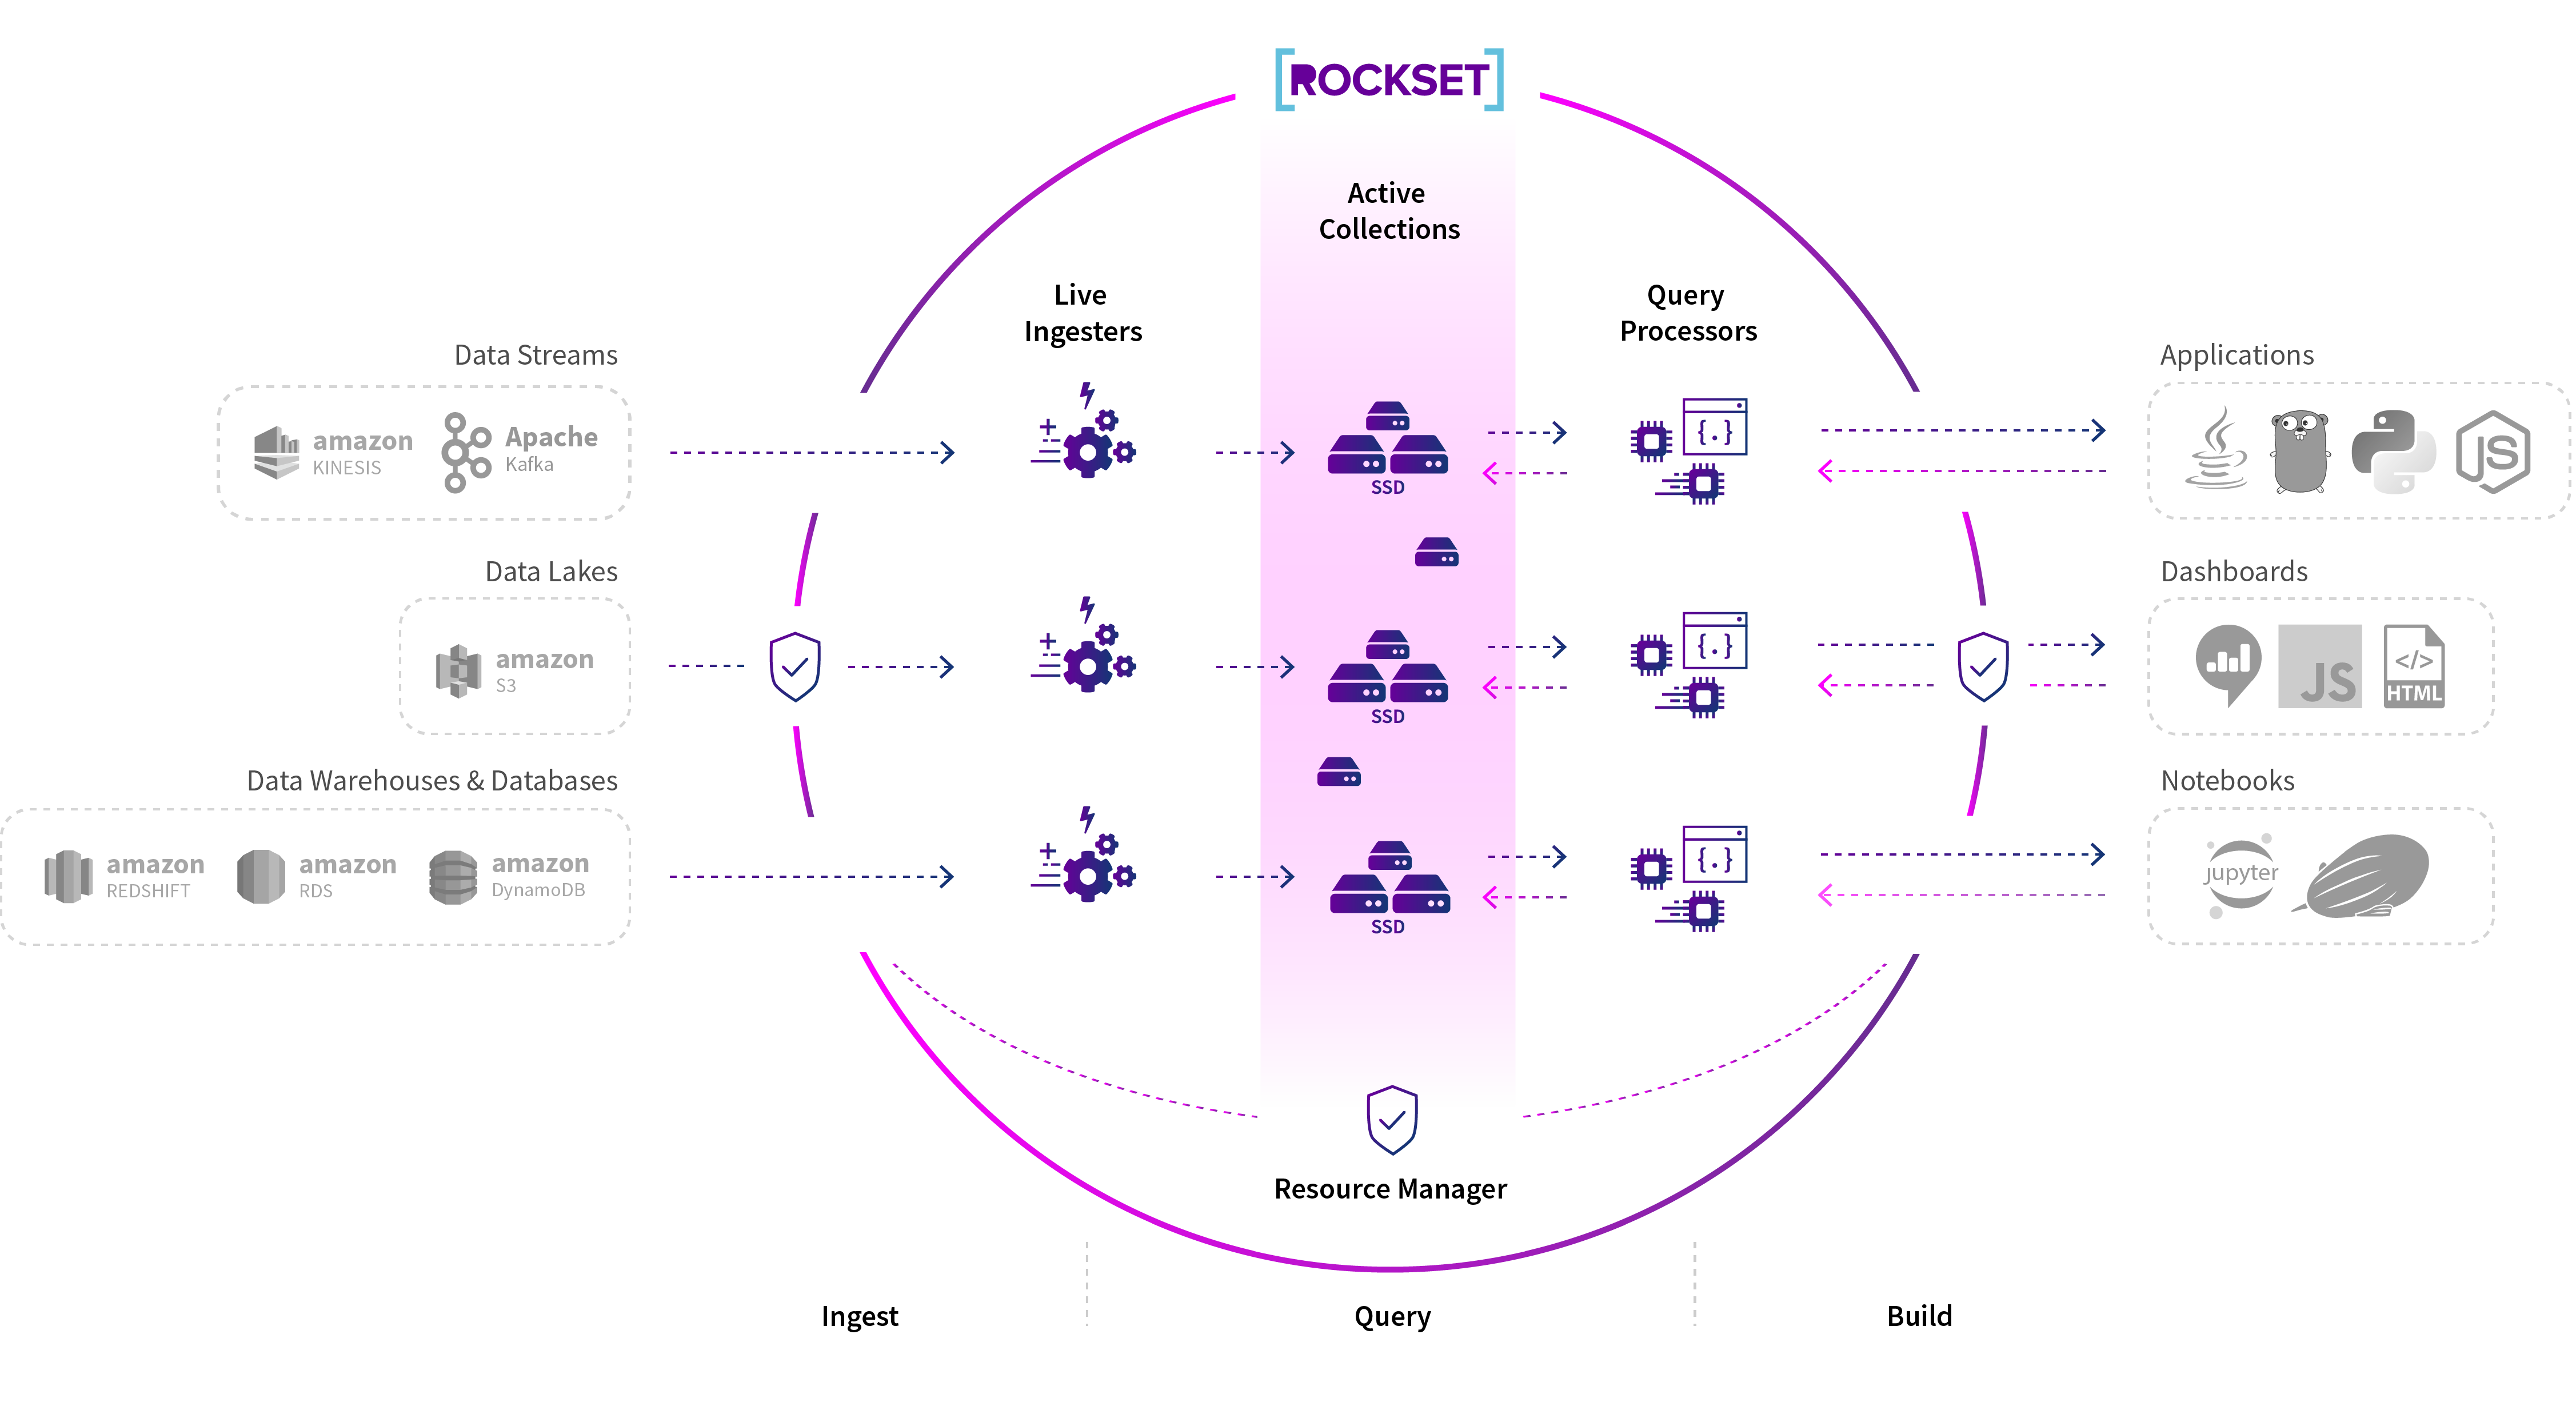 [ROCKSET]
Active
Collections
Live
Ingesters
Query
Processors
Data Streams
amazon
KINESIS
Apache
Kafka
SSD
{.}
Applications
JS
Data Lakes
amazon
S3
SSD
{.}
Dashboards
JS
</>
HTML
Data Warehouses & Databases
amazon
REDSHIFT
amazon
RDS
amazon
DynamoDB
SSD
{.}
Notebooks
jupyter
Resource Manager
Ingest
Query
Build